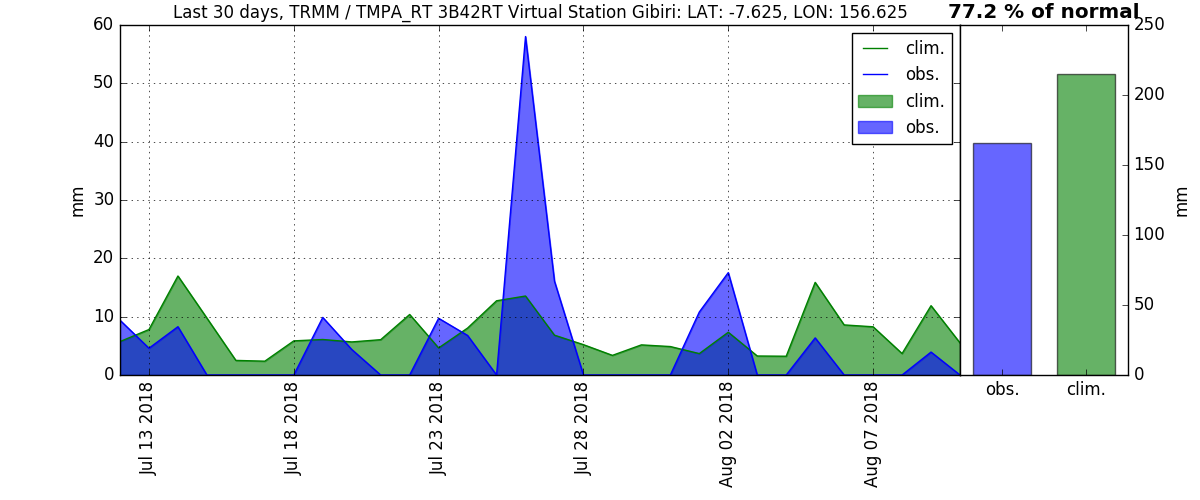 Last 30 days, TRMM / TMPA_RT 3B42RT Virtual Station Gibiri: LAT: -7.625, LON: 156.625
77.2 % of normal
60
50
40
30
20
10
0
mm
clim.
obs.
clim.
obs.
250
200
150
100
50
0
mm
Jul 13 2018
Jul 18 2018
Jul 23 2018
Jul 28 2018
Aug 02 2018
Aug 07 2018
obs.
clim.